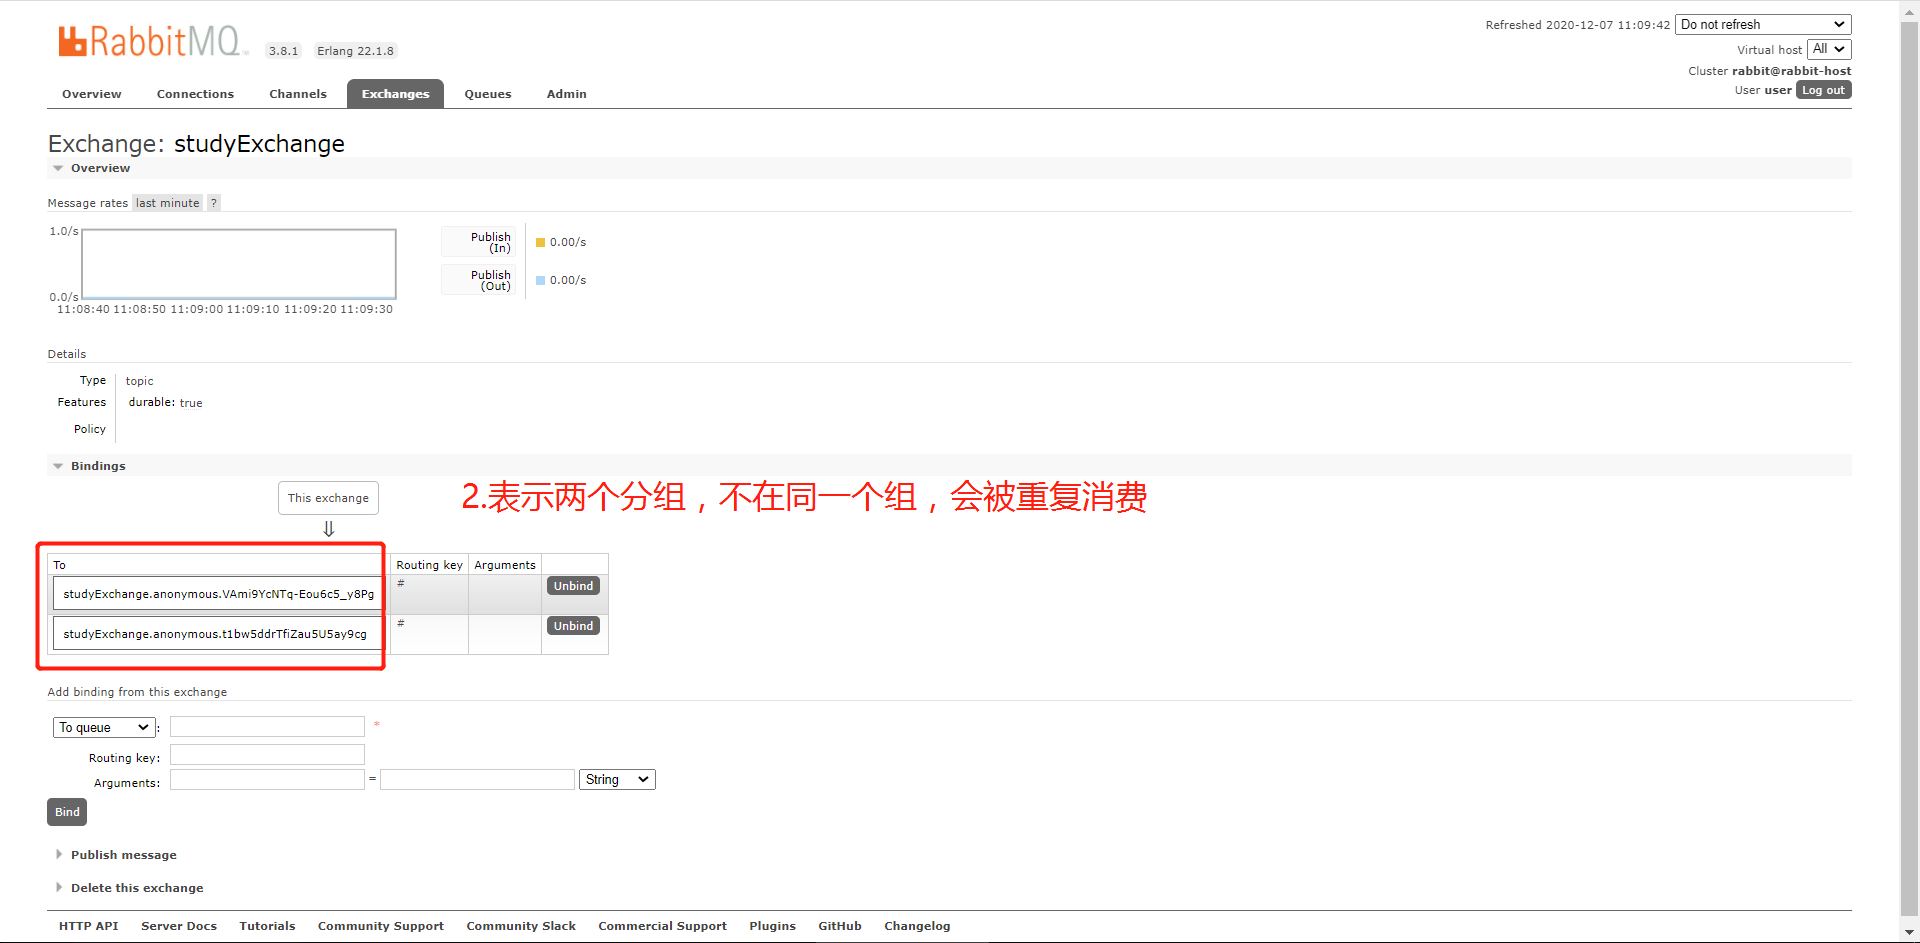 RabbitMQ 3.8.1 Erlang 22.1.8
Refreshed 2020-12-07 11:09:42 Do not refresh
Virtual host All
Cluster rabbit@rabbit-host
User user Log out
Overview Connections Channels Exchanges Queues Admin
Exchange: studyExchange
Overview
Message rates last minute ?
1.0/s
0.0/s
11:08:40 11:08:50 11:09:00 11:09:10 11:09:20 11:09:30
Publish (In) 0.00/s
Publish (Out) 0.00/s
Details
Type topic
Features durable: true
Policy
Bindings
This exchange
⇓
2.表示两个分组，不在同一个组，会被重复消费
To Routing key Arguments
studyExchange.anonymous.VAmi9YcNTq-Eou6c5_y8Pg # Unbind
studyExchange.anonymous.t1bw5ddrTfiZau5U5ay9cg # Unbind
Add binding from this exchange
To queue : *
Routing key:
Arguments: = String
Bind
Publish message
Delete this exchange
HTTP API Server Docs Tutorials Community Support Community Slack Commercial Support Plugins GitHub Changelog